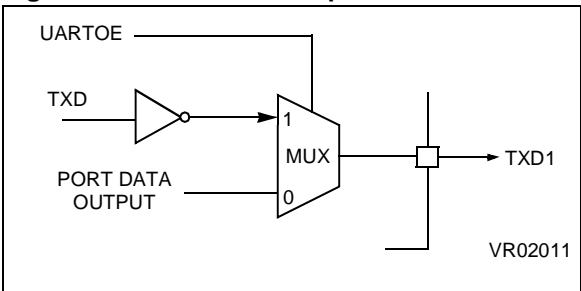 UARTOE
TXD
1
MUX
TXD1
PORT DATA
OUTPUT
0
VR02011